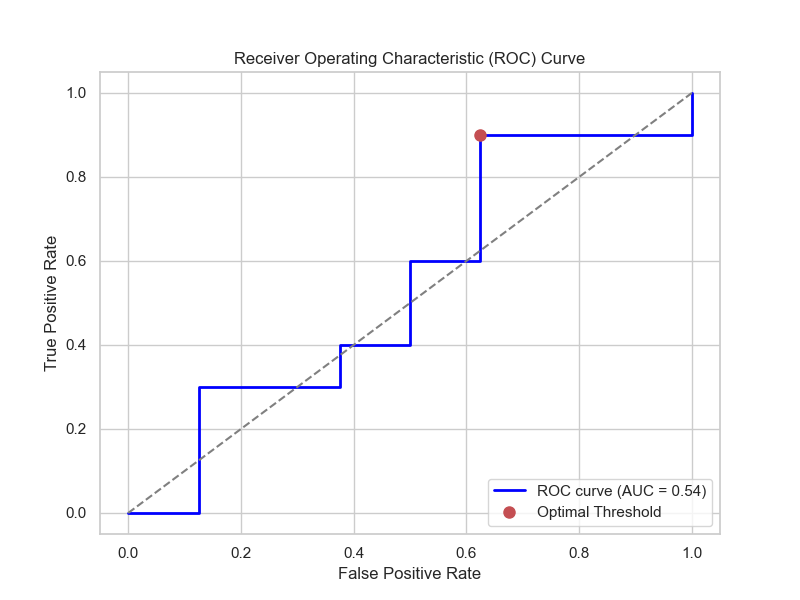 Receiver Operating Characteristic (ROC) Curve
1.0
0.8
0.6
0.4
0.2
0.0
True Positive Rate
0.0 0.2 0.4 0.6 0.8 1.0
False Positive Rate
ROC curve (AUC = 0.54)
Optimal Threshold